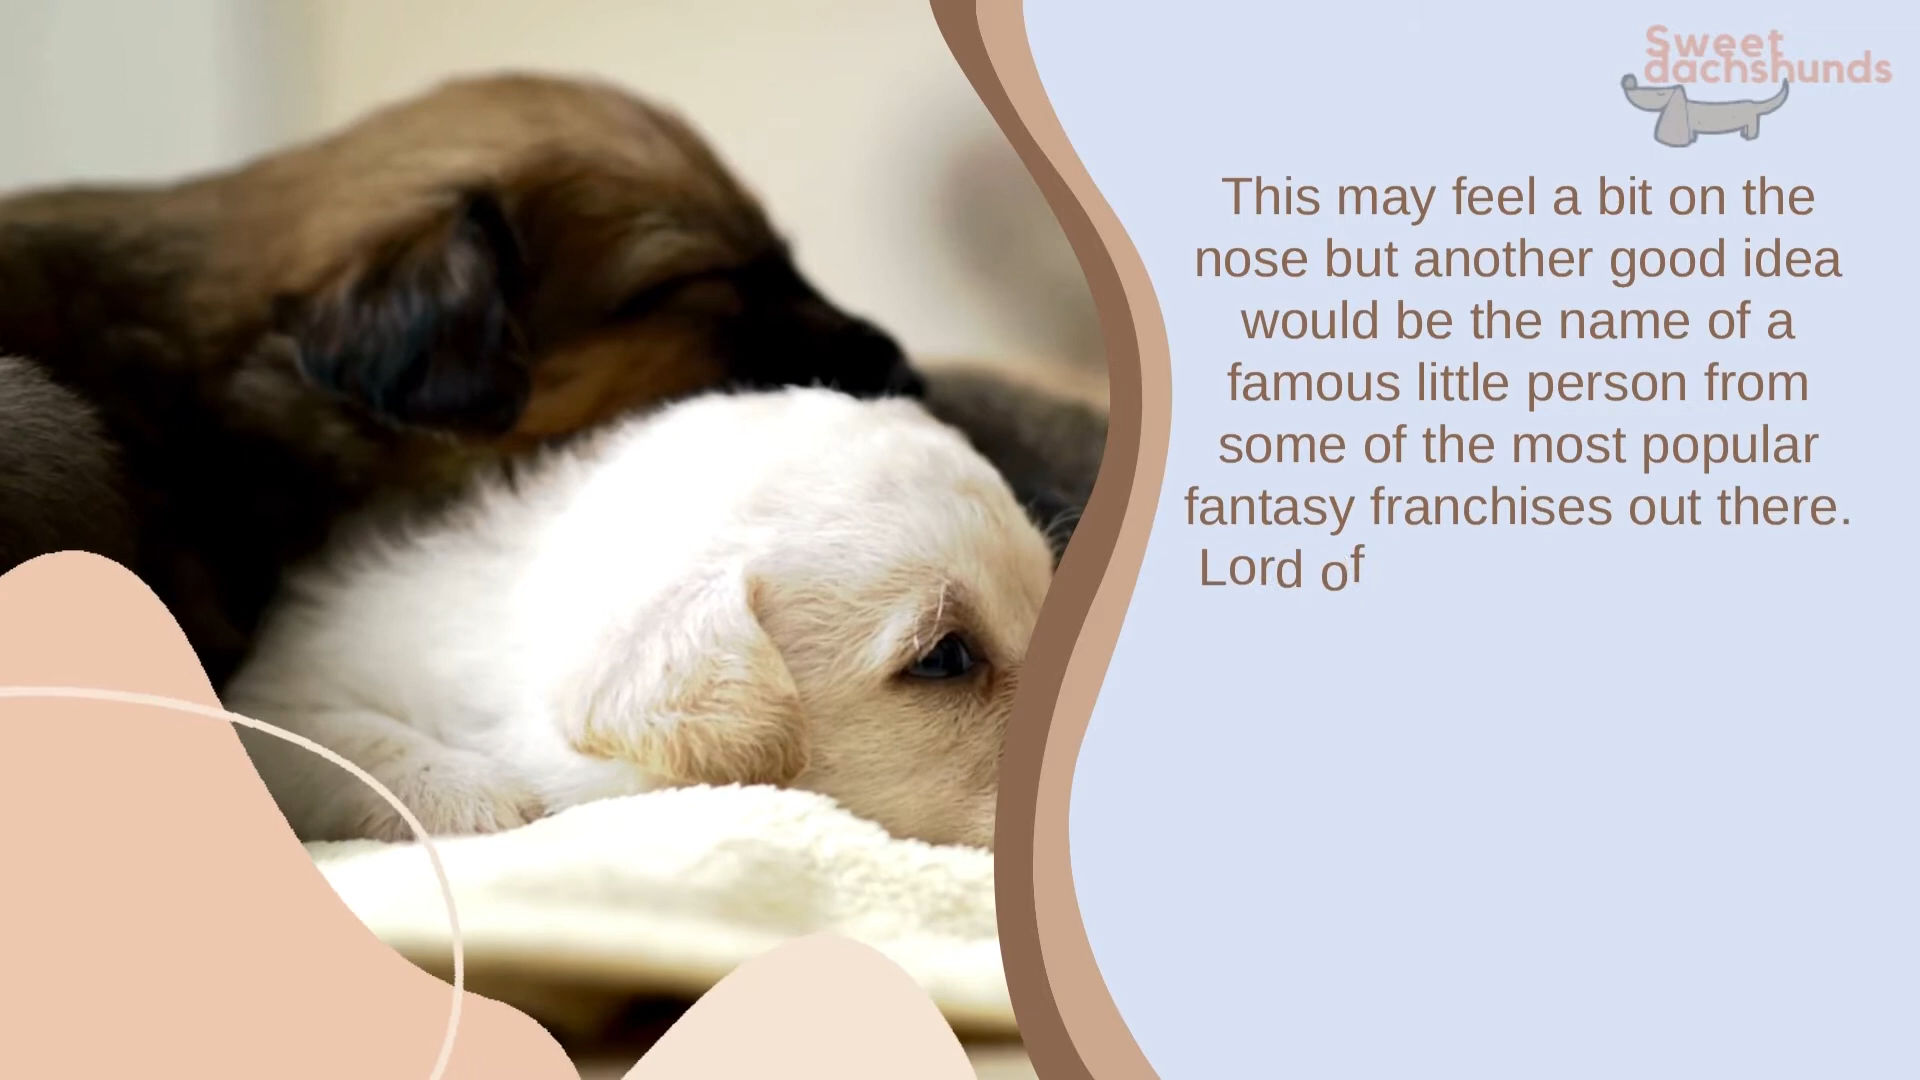 Sweet
dachshunds
This may feel a bit on the
nose but another good idea
would be the name of a
famous little person from
some of the most popular
fantasy franchises out there.
Lord of